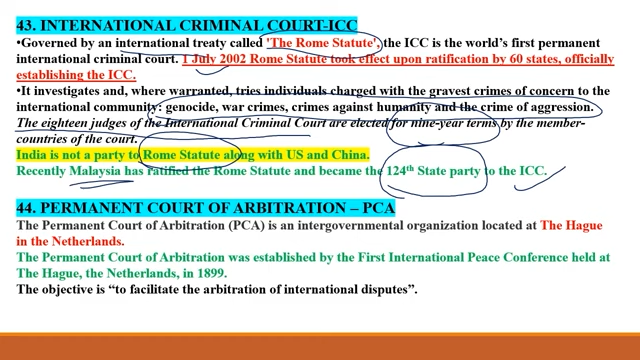 43. INTERNATIONAL CRIMINAL COURT-ICC
•Governed by an international treaty called 'The Rome Statute', the ICC is the world's first permanent
international criminal court. 1 July 2002 Rome Statute took effect upon ratification by 60 states, officially
establishing the ICC.
•It investigates and, where warranted, tries individuals charged with the gravest crimes of concern to the
international community: genocide, war crimes, crimes against humanity and the crime of aggression.
The eighteen judges of the International Criminal Court are elected for nine-year terms by the member-
countries of the court.
India is not a party to Rome Statute along with US and China.
Recently Malaysia has ratified the Rome Statute and became the 124th State party to the ICC.
44. PERMANENT COURT OF ARBITRATION – PCA
The Permanent Court of Arbitration (PCA) is an intergovernmental organization located at The Hague
in the Netherlands.
The Permanent Court of Arbitration was established by the First International Peace Conference held at
The Hague, the Netherlands, in 1899.
The objective is “to facilitate the arbitration of international disputes”.